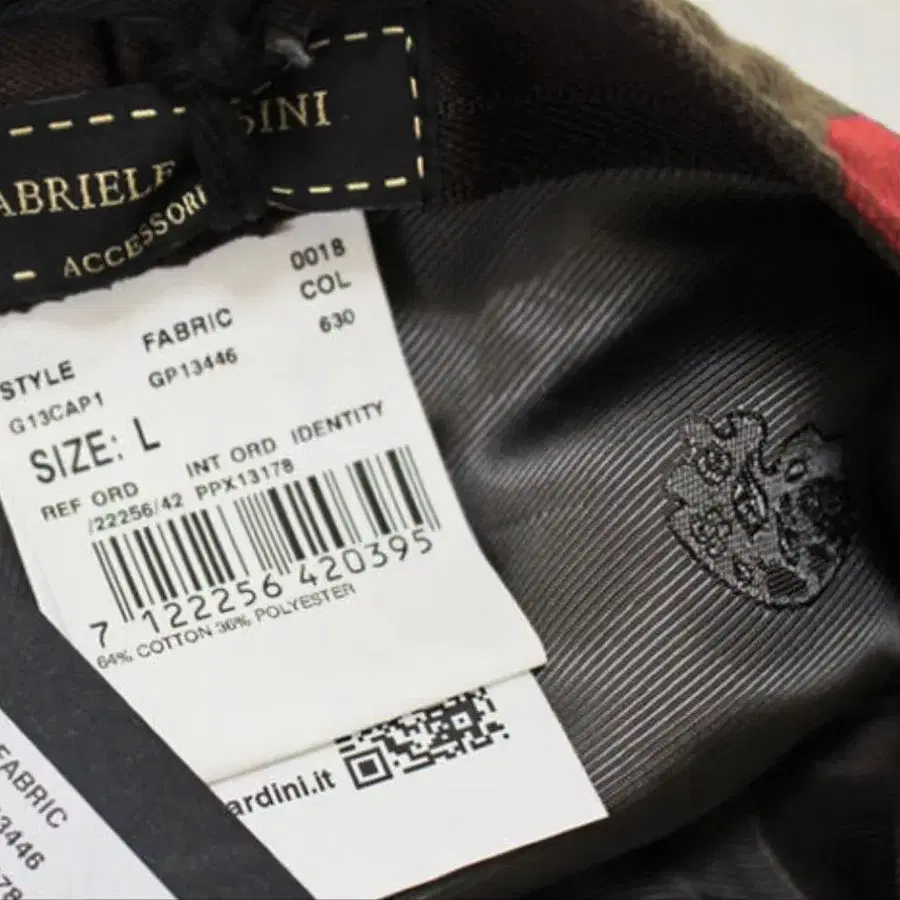 ABRIELE SINI
ACCESSORI
0018
STYLE FABRIC COL
G13CAP1 GP13446 630
SIZE: L
REF ORD INT ORD IDENTITY
/22256/42 PPX13178
7 122256 420395
64% COTTON 36% POLYESTER
ardini.it
FABRIC
3446
78